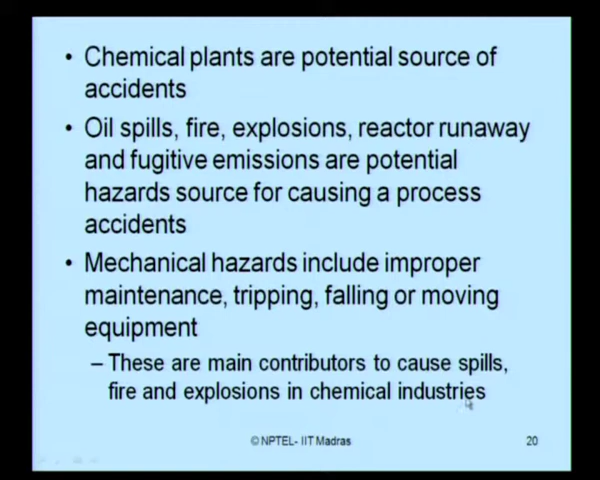 • Chemical plants are potential source of
accidents
• Oil spills, fire, explosions, reactor runaway
and fugitive emissions are potential
hazards source for causing a process
accidents
• Mechanical hazards include improper
maintenance, tripping, falling or moving
equipment
– These are main contributors to cause spills,
fire and explosions in chemical industries
© NPTEL- IIT Madras
20